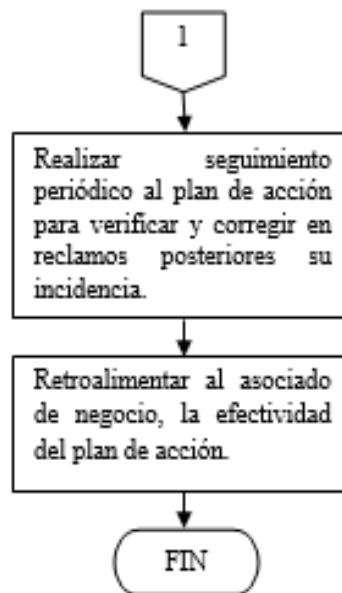 1
Realizar seguimiento
periódico al plan de acción
para verificar y corregir en
reclamos posteriores su
incidencia.
Retroalimentar al asociado
de negocio, la efectividad
del plan de acción.
FIN